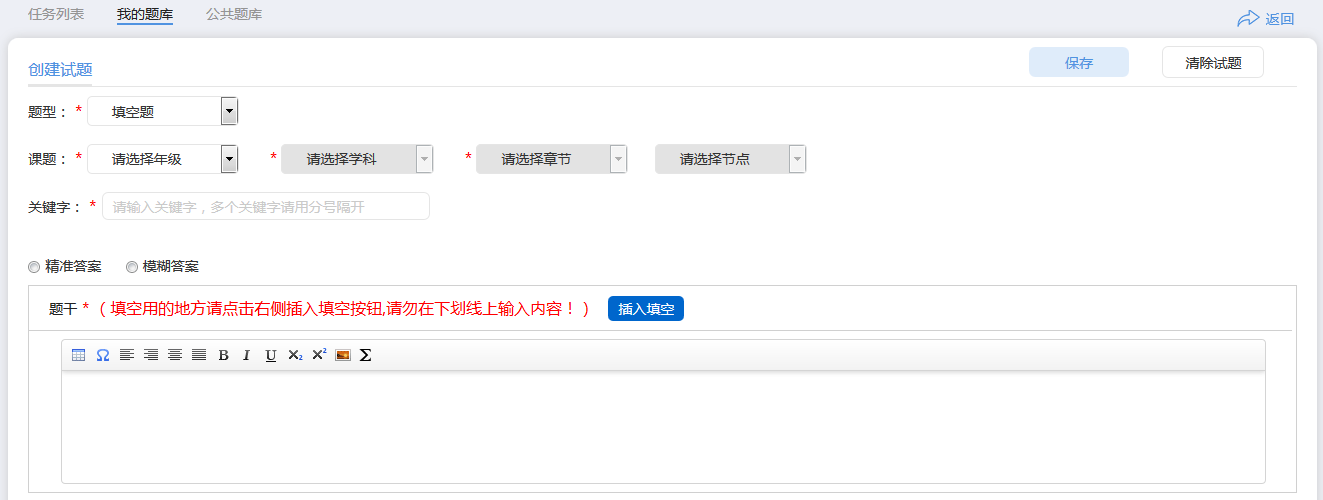 任务列表 我的题库 公共题库 返回
创建试题 保存 清除试题
题型： * 填空题
课题： * 请选择年级 * 请选择学科 * 请选择章节 请选择节点
关键字： * 请输入关键字，多个关键字请用分号隔开
精准答案 模糊答案
题干 * （ 填空用的地方请点击右侧插入填空按钮,请勿在下划线上输入内容！ ） 插入填空
Ω B I U X₂ X² Σ